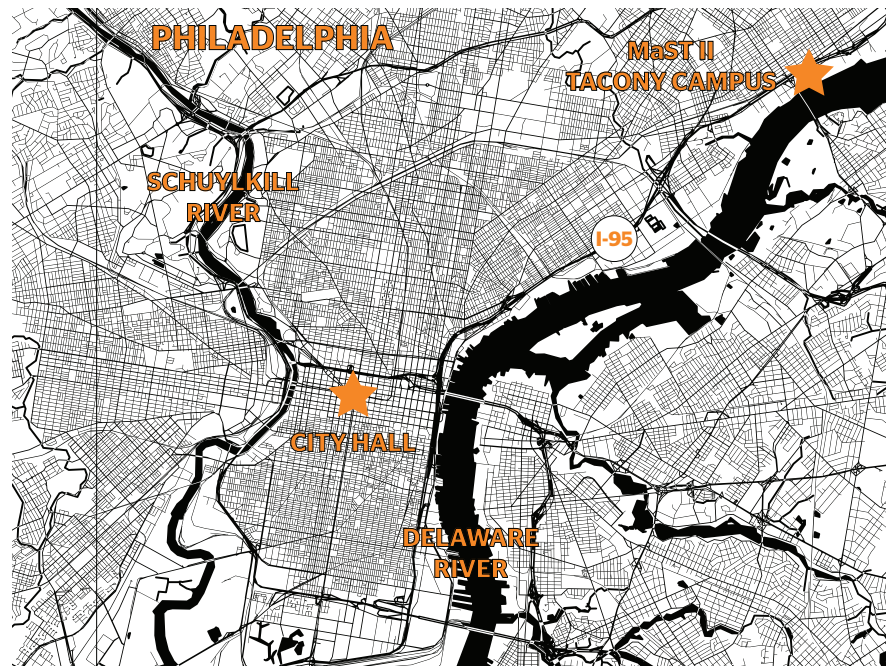 PHILADELPHIA
MaST II
TACONY CAMPUS
SCHUYLKILL
RIVER
I-95
CITY HALL
DELAWARE
RIVER